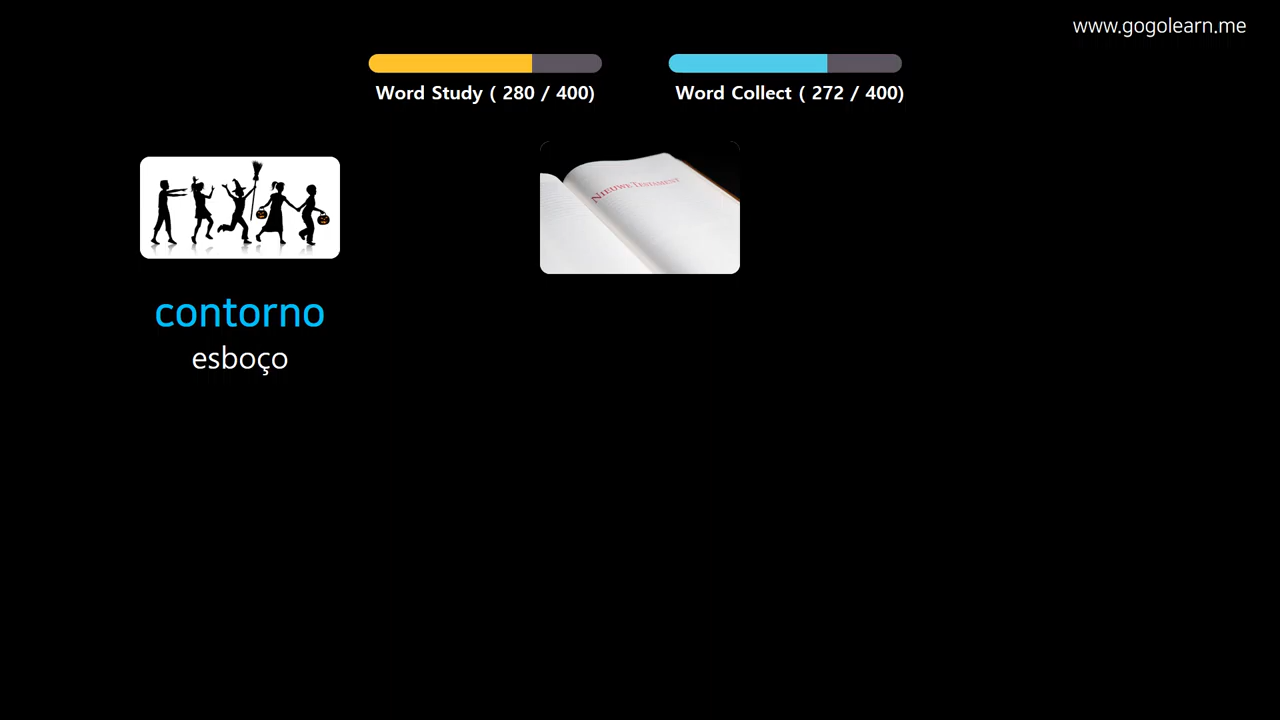 www.gogolearn.me
Word Study ( 280 / 400)
Word Collect ( 272 / 400)
NIEUWE TESTAMENT
contorno
esboço